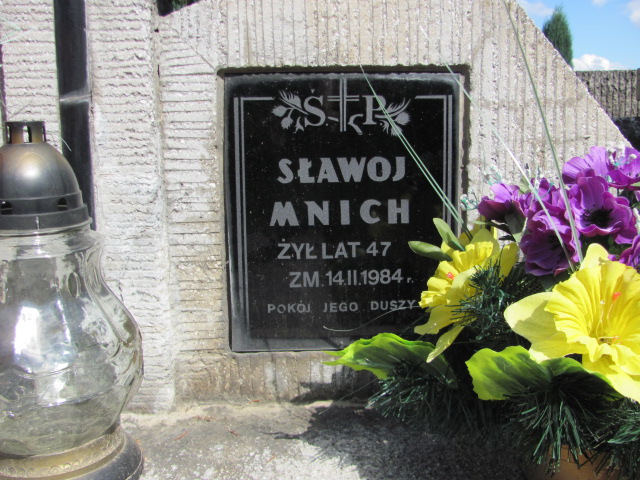 Ś P
SŁAWOJ
MNICH
ŻYŁ LAT 47
ZM. 14.II.1984 r.
POKÓJ JEGO DUSZY